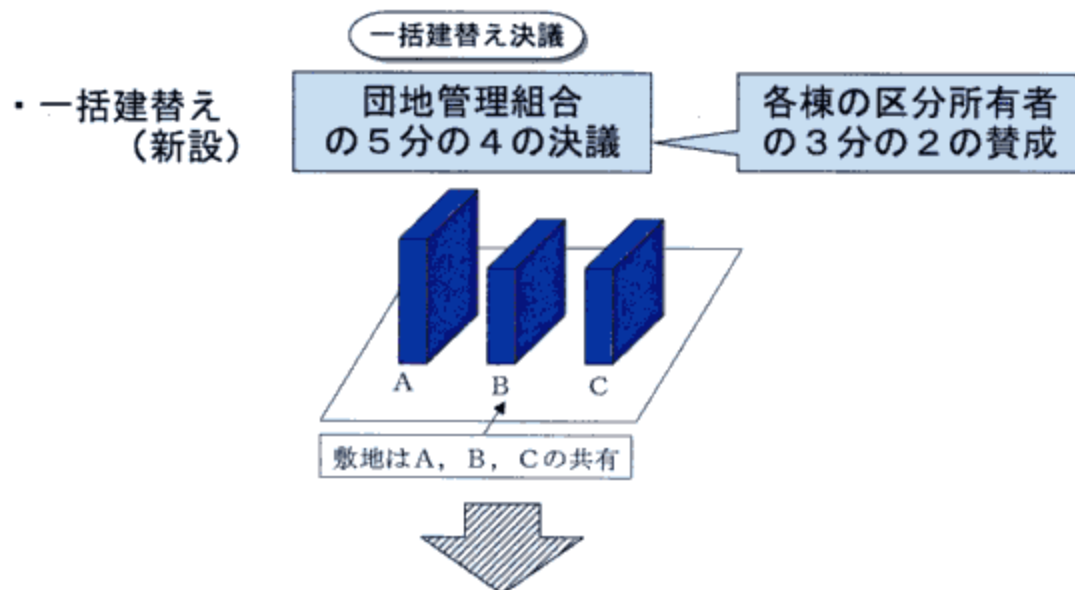 一括建替え決議
・一括建替え
（新設）
団地管理組合
の５分の４の決議
各棟の区分所有者
の３分の２の賛成
A
B
C
敷地はA，B，Cの共有